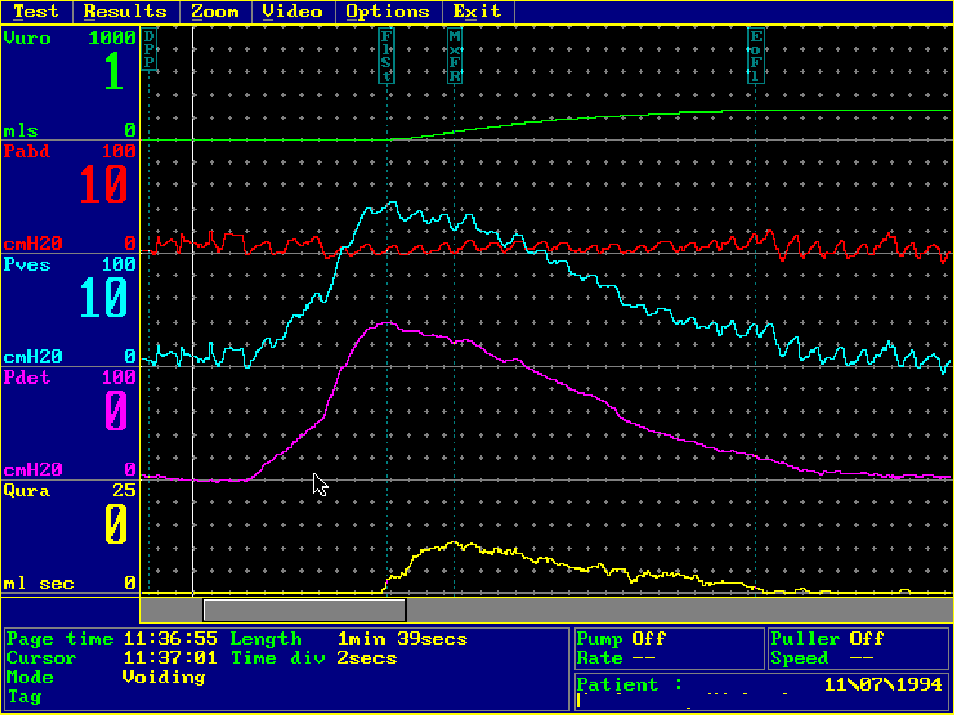 Test Results Zoom Video Options Exit
Vuro 1000
1
mls 0
DPP
FlSt
MxFR
EoFl
Pabd 100
10
cmH20 0
Pves 100
10
cmH20 0
Pdet 100
0
cmH20 0
Qura 25
0
ml sec 0
Page time 11:36:55 Length 1min 39secs
Cursor 11:37:01 Time div 2secs
Mode Voiding
Tag
Pump Off
Rate --
Puller Off
Speed --
Patient : 11\07\1994